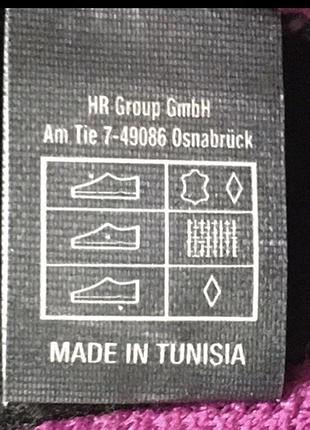 HR Group GmbH
Am Tie 7-49086 Osnabrück
MADE IN TUNISIA